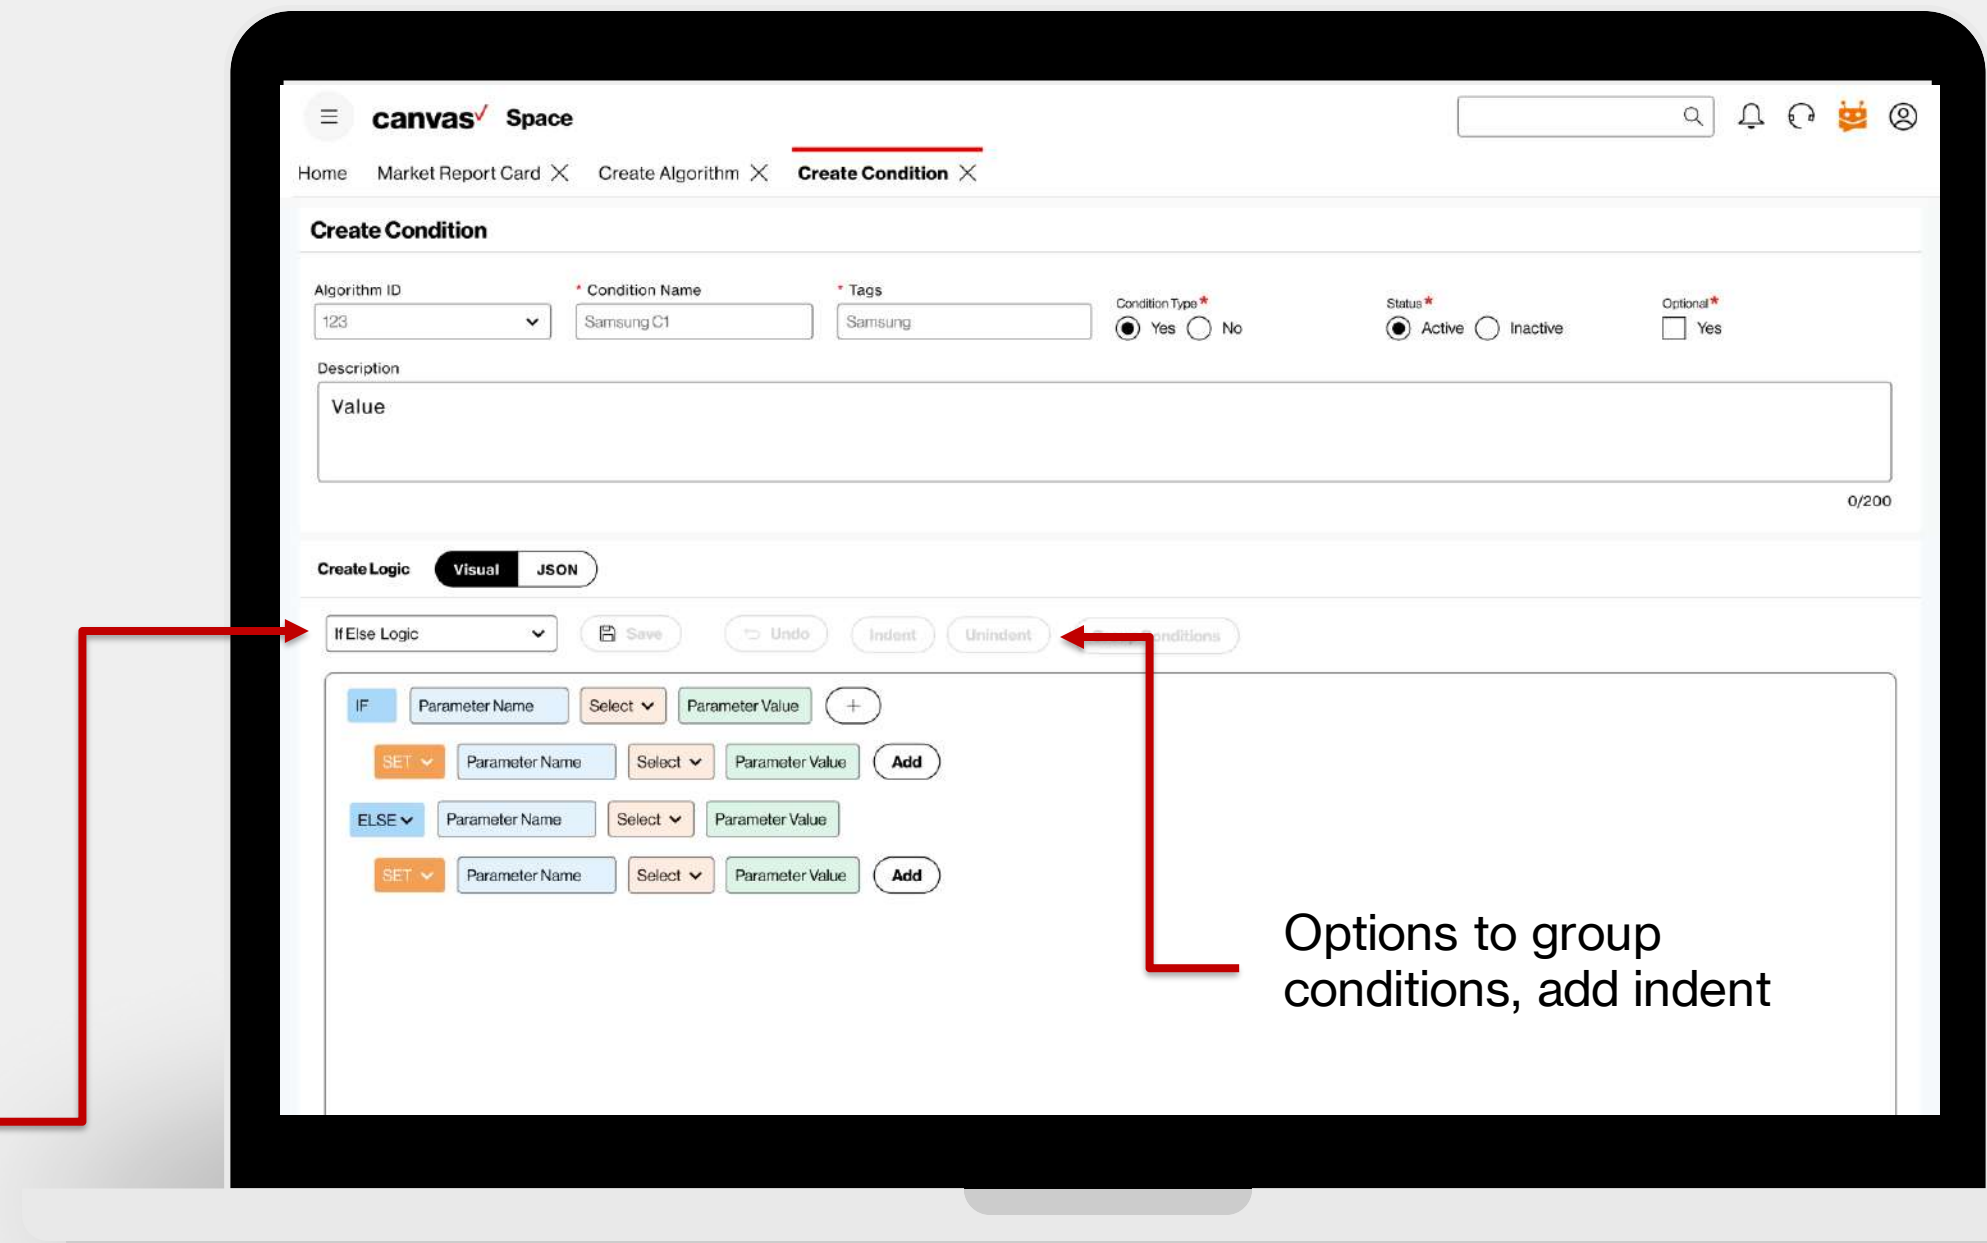 canvas Space
Home Market Report Card Create Algorithm Create Condition
Create Condition
Algorithm ID * Condition Name * Tags Condition Type * Status * Optional *
123 Samsung C1 Samsung Yes No Active Inactive Yes
Description
Value
0/200
Create Logic Visual JSON
If Else Logic Save Undo Indent Unindent Conditions
IF Parameter Name Select Parameter Value +
SET Parameter Name Select Parameter Value Add
ELSE Parameter Name Select Parameter Value
SET Parameter Name Select Parameter Value Add
Options to group
conditions, add indent